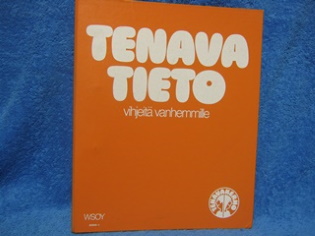 TENAVA
TIETO
vihjeitä vanhemmille
WSOY